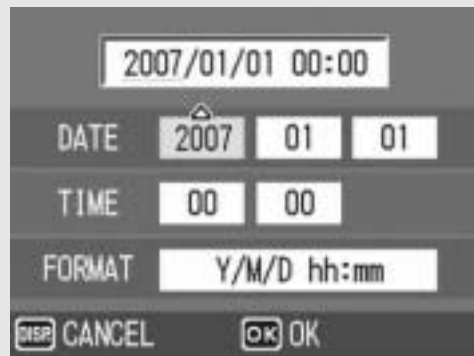 2007/01/01 00:00
DATE 2007 01 01
TIME 00 00
FORMAT Y/M/D hh:mm
DISP. CANCEL OK OK